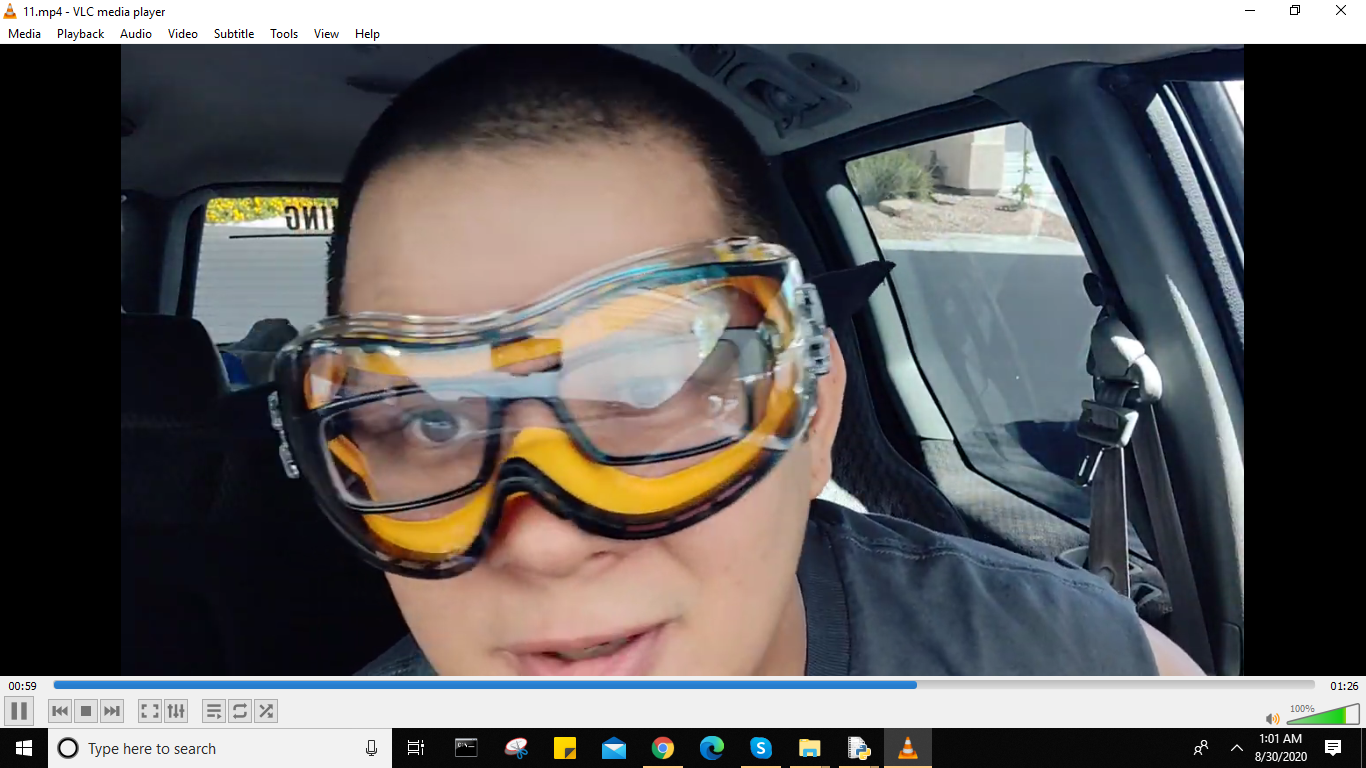 11.mp4 - VLC media player
Media Playback Audio Video Subtitle Tools View Help
ING
00:59
01:26
100%
Type here to search
1:01 AM
8/30/2020